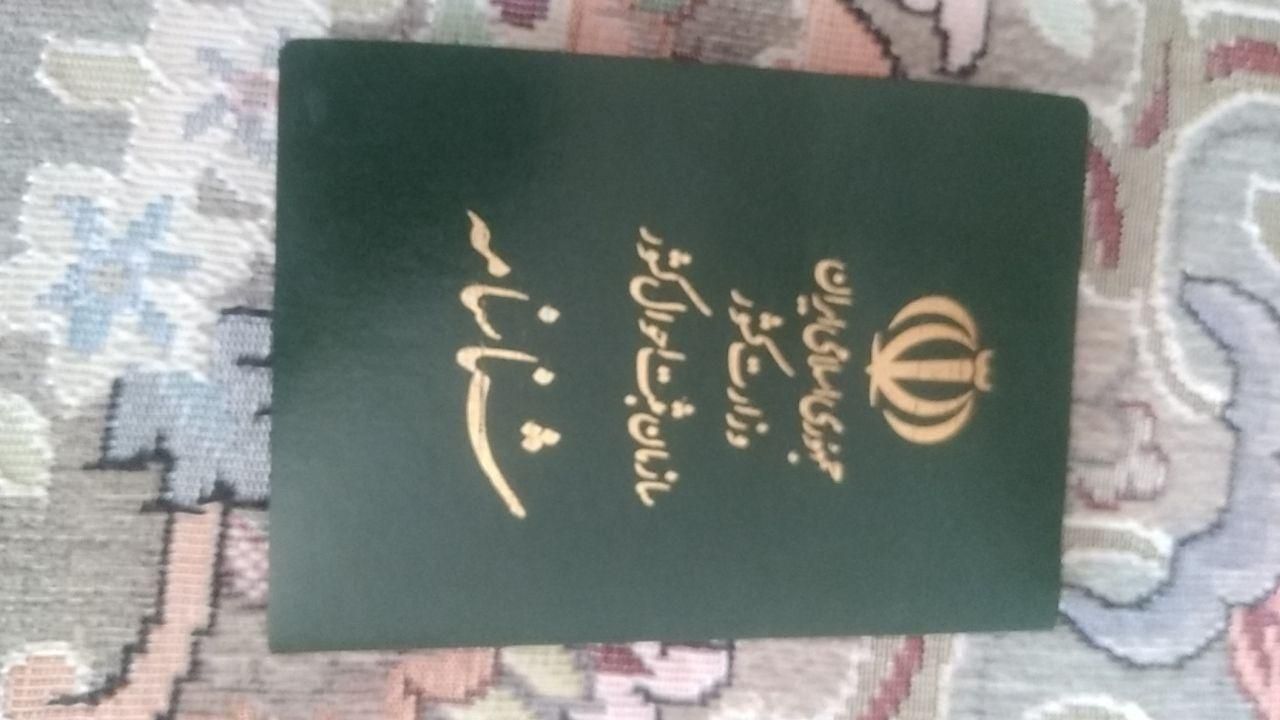 جمهوری اسلامی ایران
وزارت کشور
سازمان ثبت احوال کشور
شناسنامه